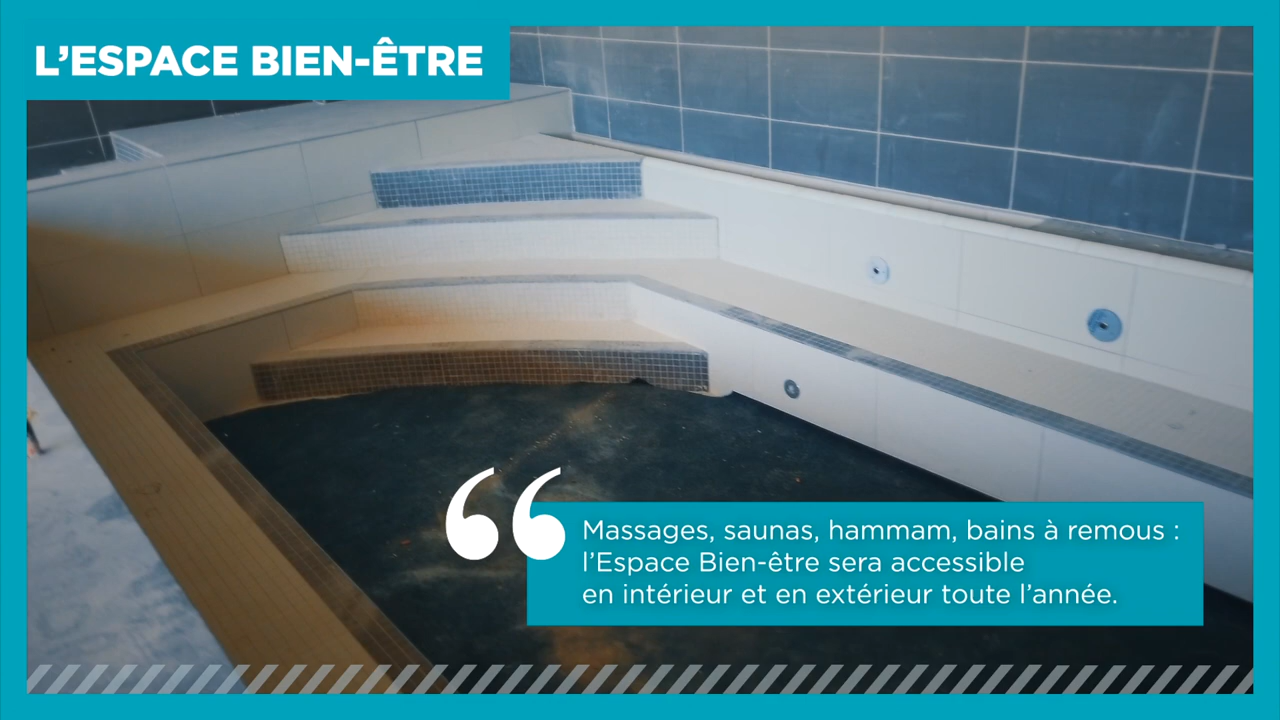 L’ESPACE BIEN-ÊTRE
“ Massages, saunas, hammam, bains à remous :
l’Espace Bien-être sera accessible
en intérieur et en extérieur toute l’année.